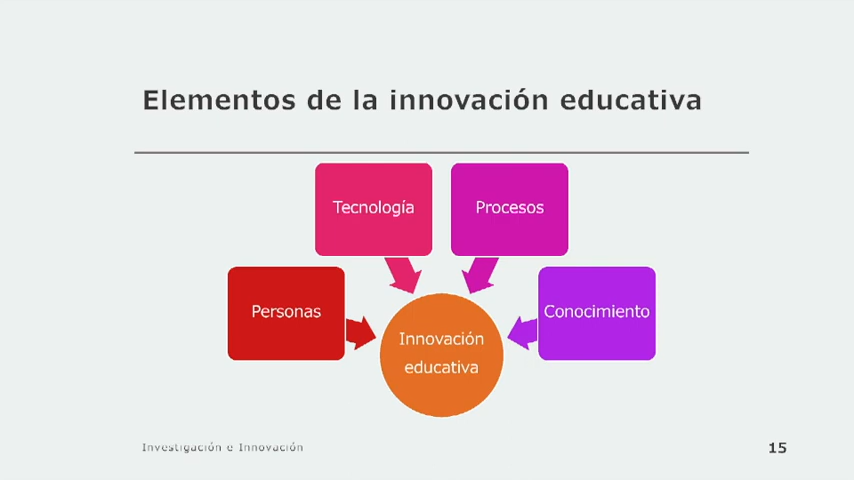 Elementos de la innovación educativa
Tecnología
Procesos
Personas
Conocimiento
Innovación
educativa
Investigación e Innovación
15